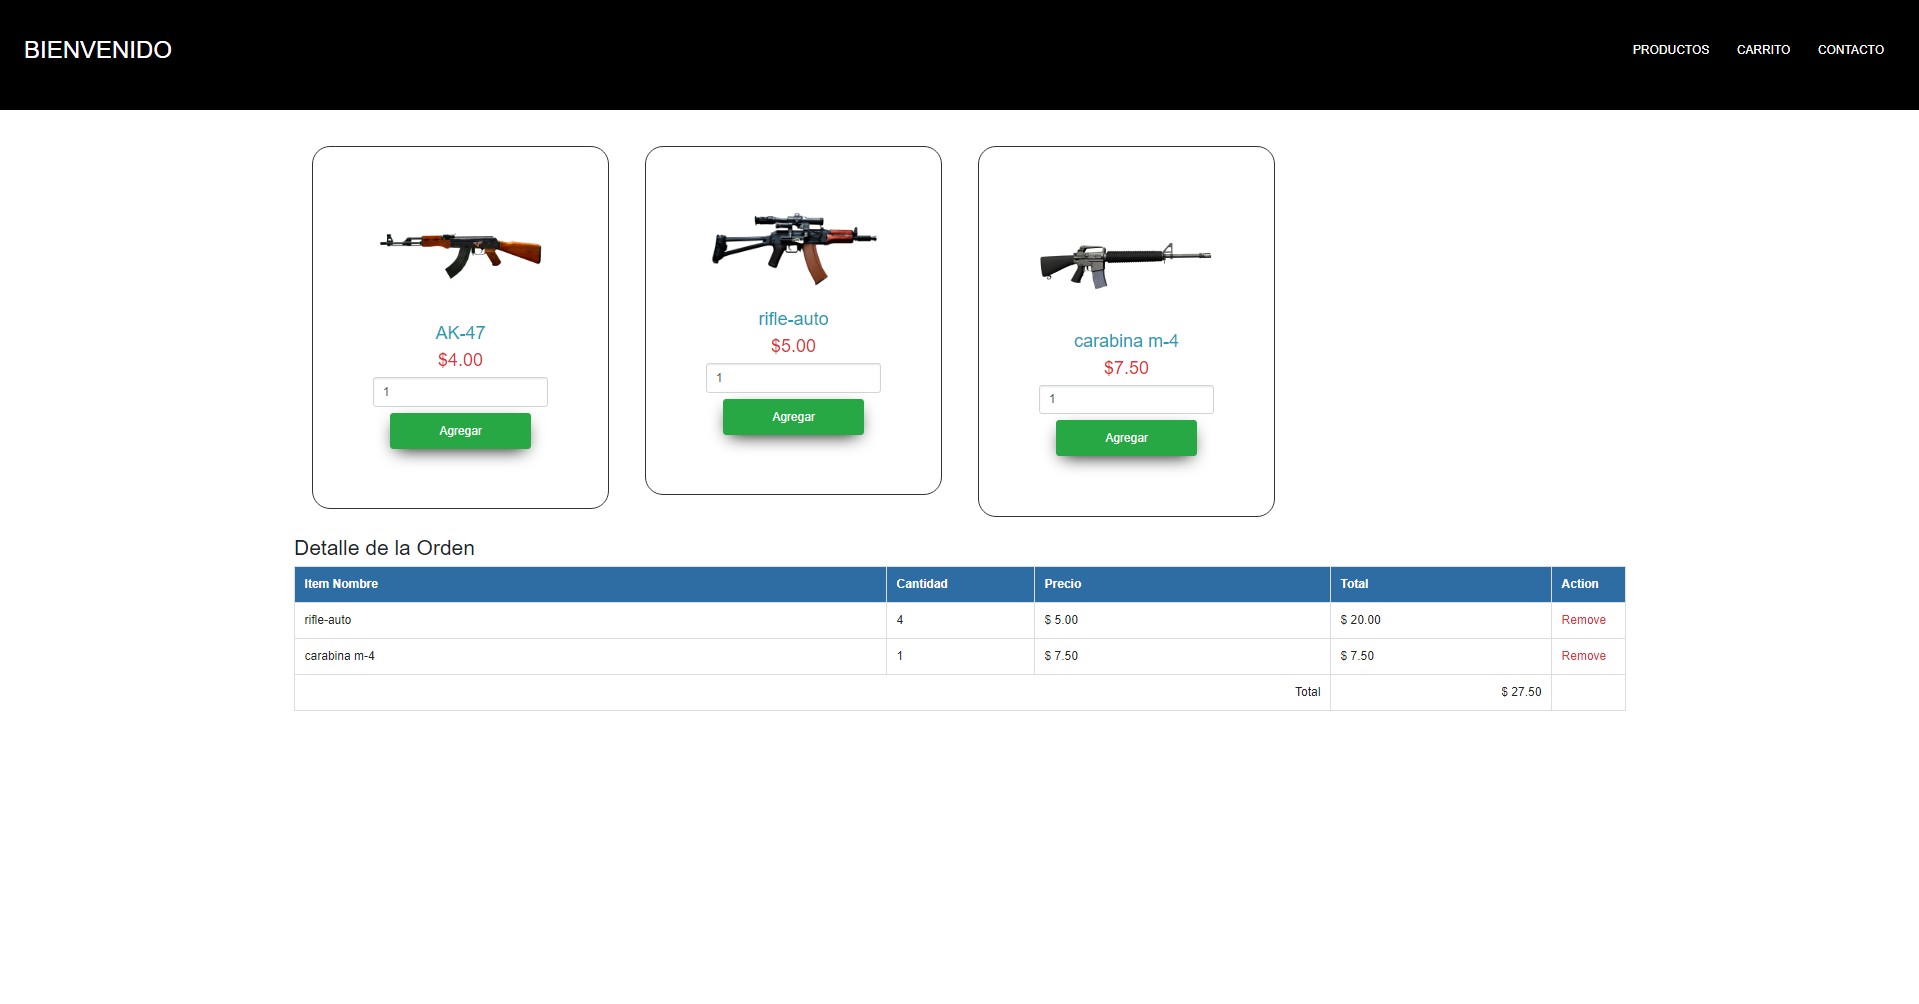 BIENVENIDO
PRODUCTOS CARRITO CONTACTO
AK-47
$4.00
1
Agregar
rifle-auto
$5.00
1
Agregar
carabina m-4
$7.50
1
Agregar
Detalle de la Orden
Item Nombre Cantidad Precio Total Action
rifle-auto 4 $ 5.00 $ 20.00 Remove
carabina m-4 1 $ 7.50 $ 7.50 Remove
Total $ 27.50